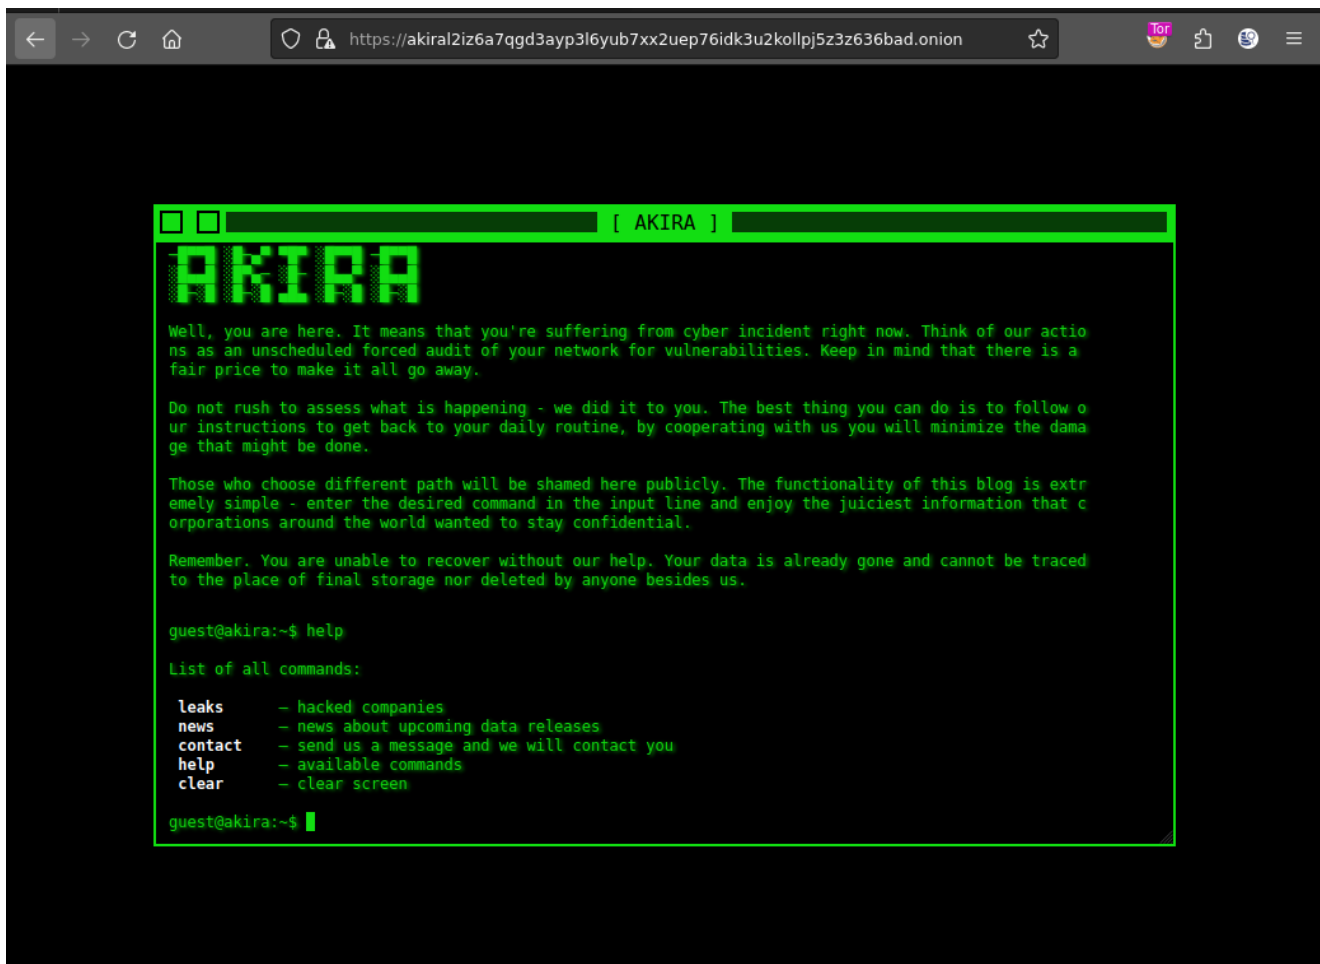 Tor
https://akiral2iz6a7qgd3ayp3l6yub7xx2uep76idk3u2kollpj5z3z636bad.onion
[ AKIRA ]
AKIRA
Well, you are here. It means that you're suffering from cyber incident right now. Think of our actio
ns as an unscheduled forced audit of your network for vulnerabilities. Keep in mind that there is a
fair price to make it all go away.
Do not rush to assess what is happening - we did it to you. The best thing you can do is to follow o
ur instructions to get back to your daily routine, by cooperating with us you will minimize the dama
ge that might be done.
Those who choose different path will be shamed here publicly. The functionality of this blog is extr
emely simple - enter the desired command in the input line and enjoy the juiciest information that c
orporations around the world wanted to stay confidential.
Remember. You are unable to recover without our help. Your data is already gone and cannot be traced
to the place of final storage nor deleted by anyone besides us.
guest@akira:~$ help
List of all commands:
leaks – hacked companies
news – news about upcoming data releases
contact – send us a message and we will contact you
help – available commands
clear – clear screen
guest@akira:~$